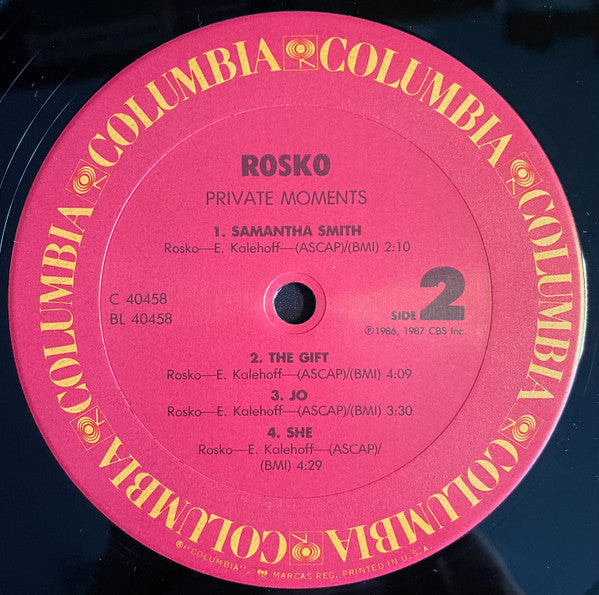 COLUMBIA COLUMBIA COLUMBIA COLUMBIA COLUMBIA COLUMBIA COLUMBIA
ROSKO
PRIVATE MOMENTS
1. SAMANTHA SMITH
Rosko—E. Kalehoff—(ASCAP)/(BMI) 2:10
C 40458
BL 40458
SIDE 2
℗1986, 1987 CBS Inc.
2. THE GIFT
Rosko—E. Kalehoff—(ASCAP)/(BMI) 4:09
3. JO
Rosko—E. Kalehoff—(ASCAP)/(BMI) 3:30
4. SHE
Rosko—E. Kalehoff—(ASCAP)/
(BMI) 4:29
®"COLUMBIA", MARCAS REG. PRINTED IN U.S.A.